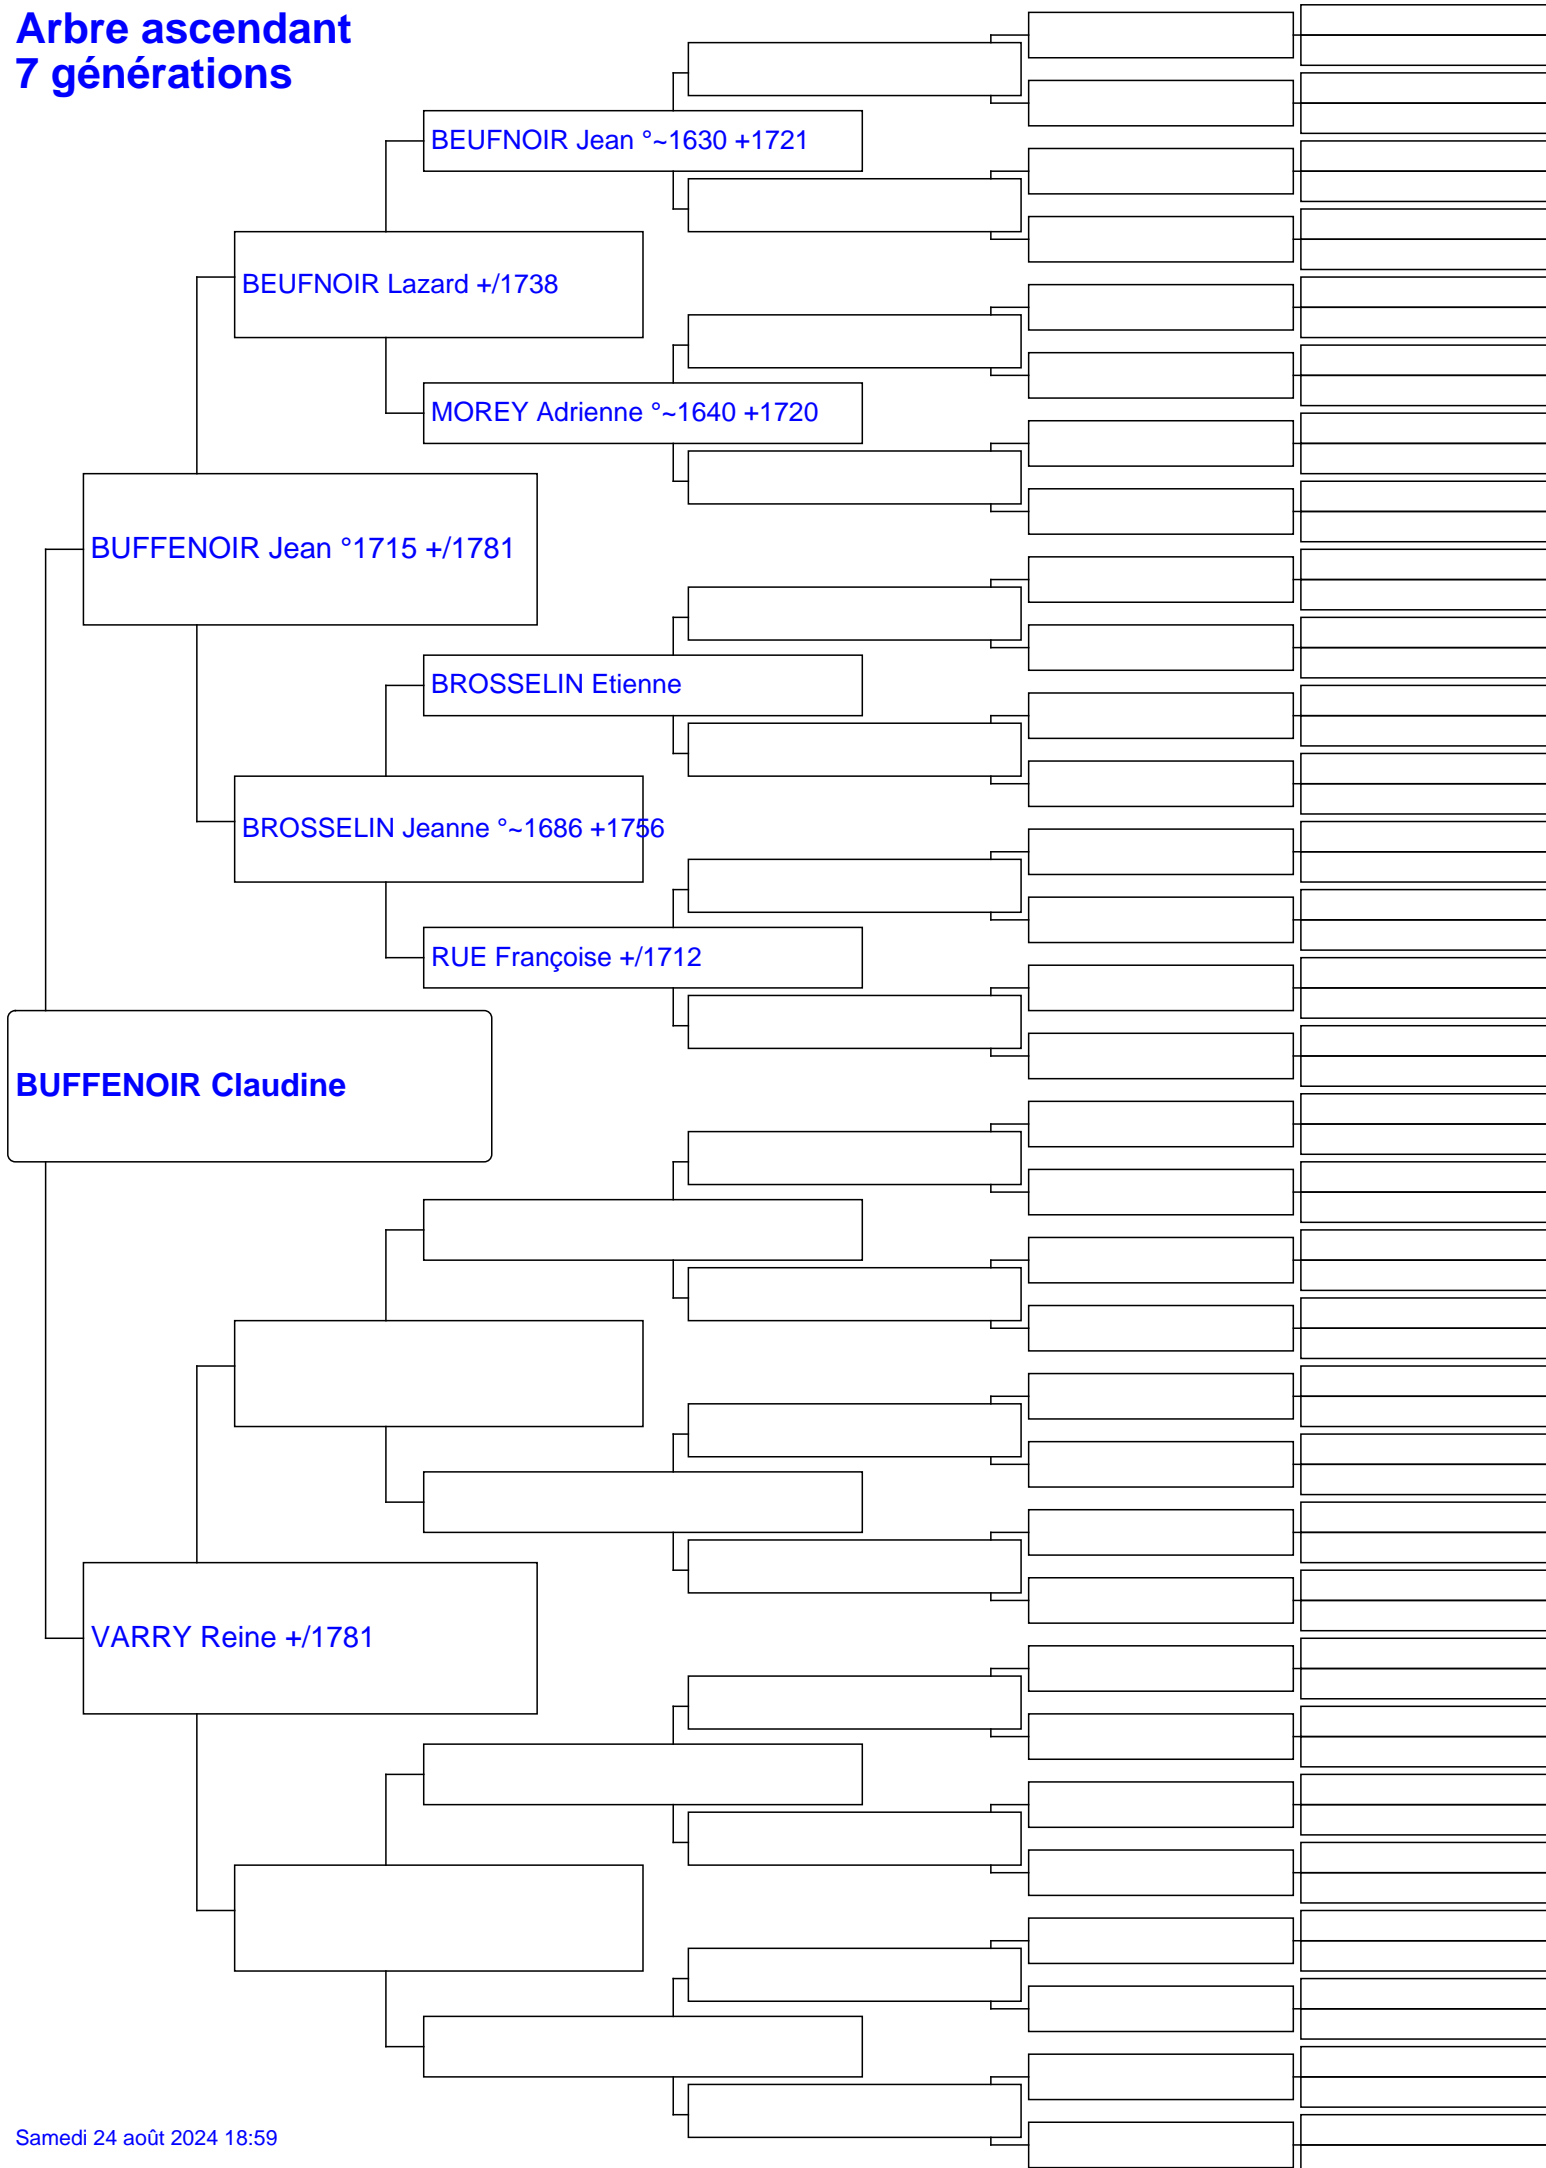 Arbre ascendant
7 générations
BEUFNOIR Jean °~1630 +1721
BEUFNOIR Lazard +/1738
MOREY Adrienne °~1640 +1720
BUFFENOIR Jean °1715 +/1781
BROSSELIN Etienne
BROSSELIN Jeanne °~1686 +1756
RUE Françoise +/1712
BUFFENOIR Claudine
VARRY Reine +/1781
Samedi 24 août 2024 18:59